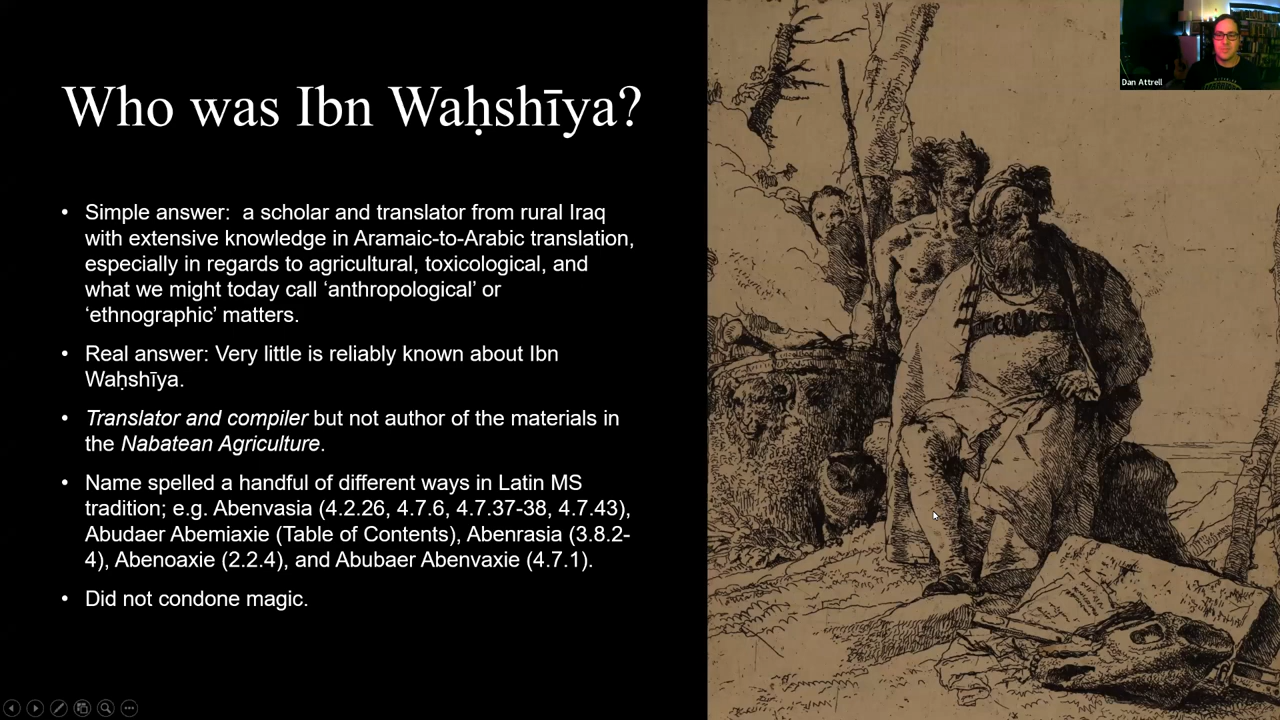 Who was Ibn Waḥshīya?
• Simple answer:  a scholar and translator from rural Iraq
with extensive knowledge in Aramaic-to-Arabic translation,
especially in regards to agricultural, toxicological, and
what we might today call ‘anthropological’ or
‘ethnographic’ matters.
• Real answer: Very little is reliably known about Ibn
Waḥshīya.
• Translator and compiler but not author of the materials in
the Nabatean Agriculture.
• Name spelled a handful of different ways in Latin MS
tradition; e.g. Abenvasia (4.2.26, 4.7.6, 4.7.37-38, 4.7.43),
Abudaer Abemiaxie (Table of Contents), Abenrasia (3.8.2-
4), Abenoaxie (2.2.4), and Abubaer Abenvaxie (4.7.1).
• Did not condone magic.
Dan Attrell